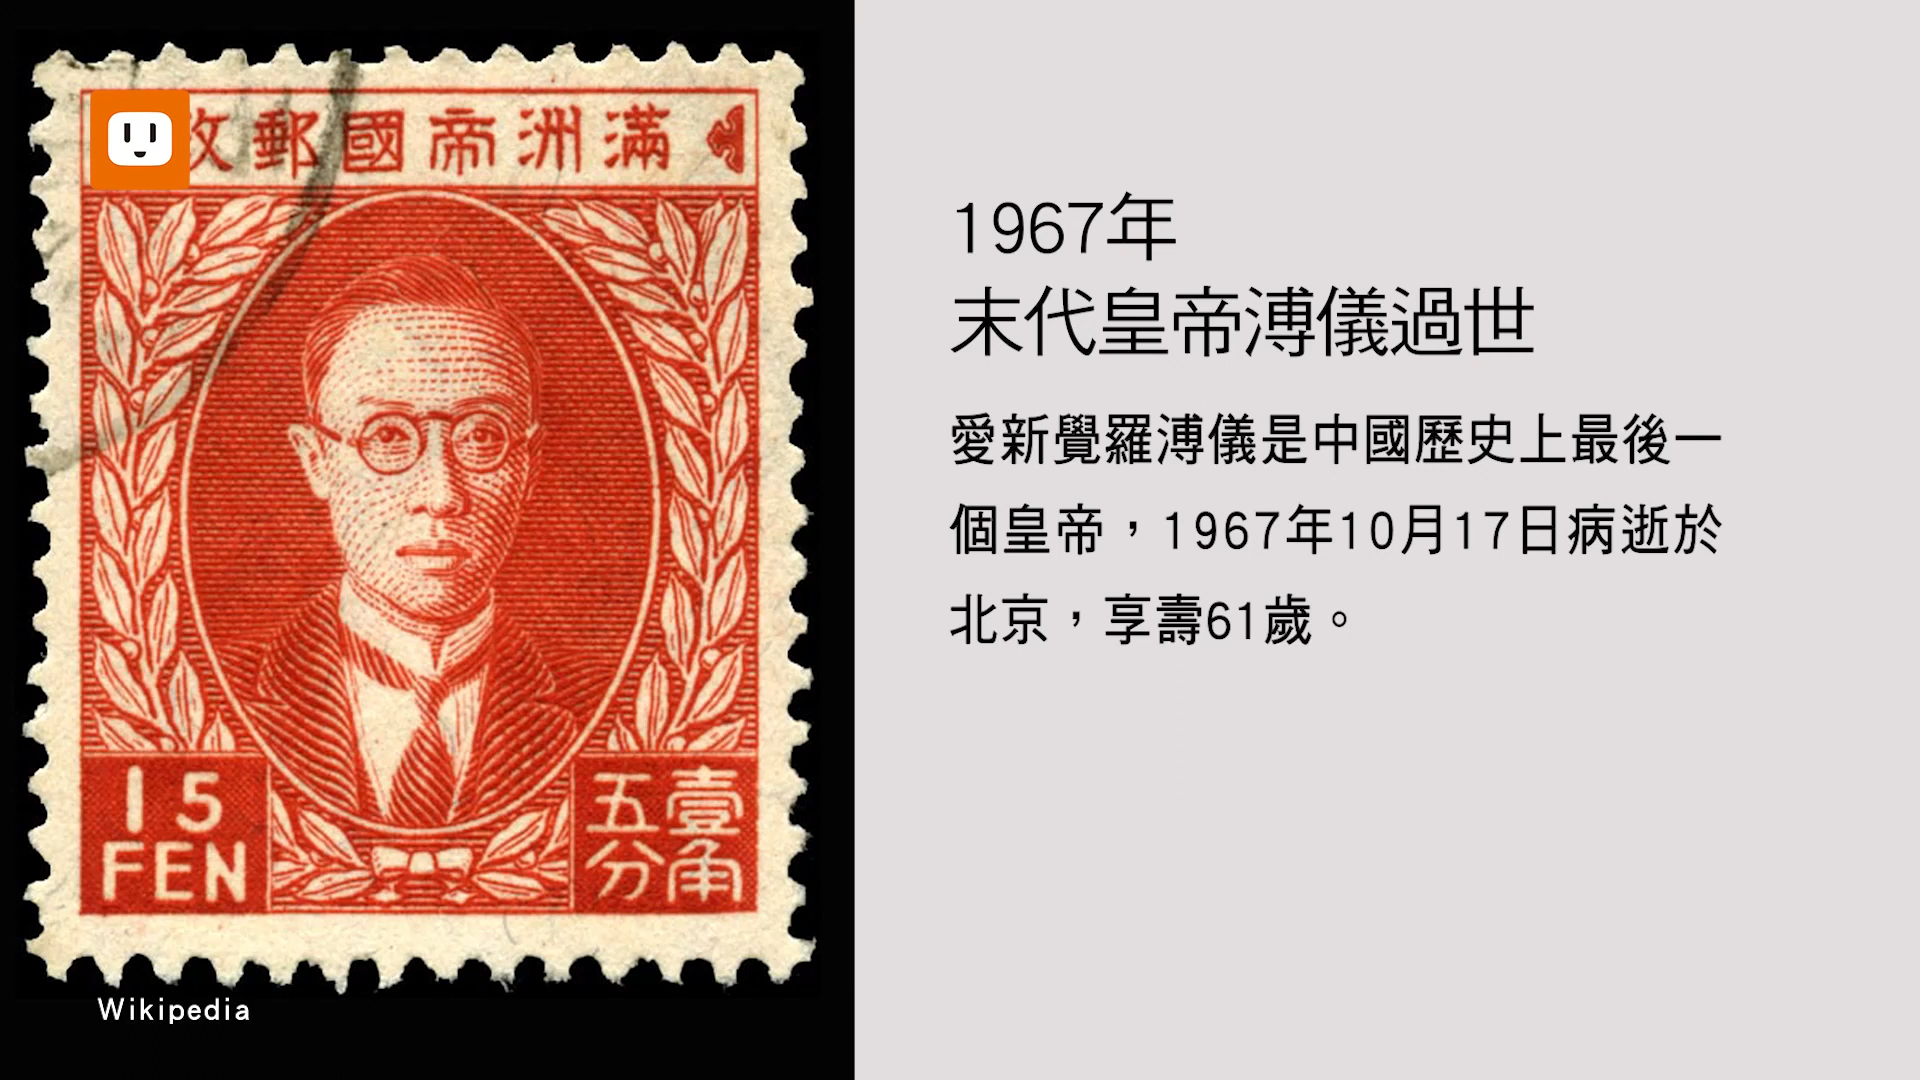 政郵國帝洲滿
15
FEN
五壹
分角
Wikipedia
1967年
末代皇帝溥儀過世
愛新覺羅溥儀是中國歷史上最後一
個皇帝，1967年10月17日病逝於
北京，享壽61歲。